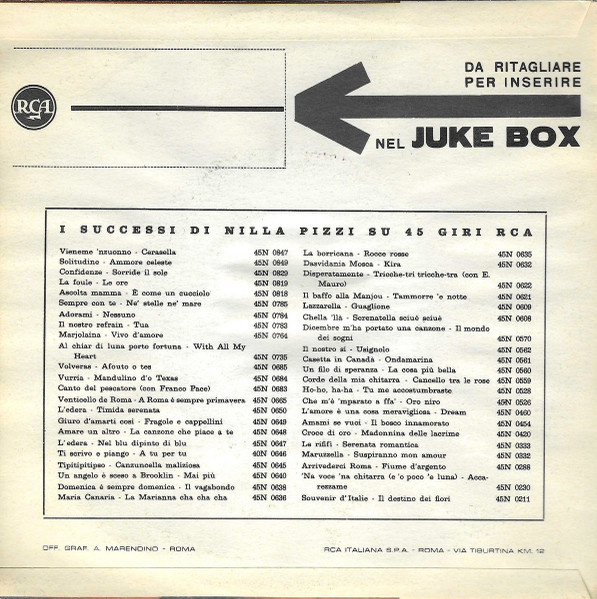 DA RITAGLIARE
PER INSERIRE
RCA
NEL JUKE BOX
I SUCCESSI DI NILLA PIZZI SU 45 GIRI RCA
Vieneme 'nsuonno - Cerasella 45N 0847
Solitudine - Ammore celeste 45N 0849
Confidenze - Sorride il sole 45N 0829
La foule - Le ore 45N 0819
Ascolta mamma - È come un cucciolo 45N 0818
Sempre con te - Ne' stelle ne' mare 45N 0785
Adorami - Nessuno 45N 0784
Il nostro refrain - Tua 45N 0783
Marjolaina - Vivo d'amore 45N 0764
Al chiar di luna porto fortuna - With All My
Heart 45N 0735
Volveras - Afouto o tes 45N 0685
Vurria - Mandulino d'o Texas 45N 0684
Canto del pescatore (con Franco Pace) 45N 0683
Venticello de Roma - A Roma è sempre primavera 45N 0665
L'edera - Timida serenata 45N 0650
Giuro d'amarti così - Fragole e cappellini 45N 0649
Amare un altro - La canzone che piace a te 45N 0648
L'edera - Nel blu dipinto di blu 45N 0647
Ti scrivo e piango - A tu per tu 40N 0646
Tipitipitipso - Canzuncella maliziosa 45N 0645
Un angelo è sceso a Brooklin - Mai più 45N 0640
Domenica è sempre domenica - Il vagabondo 45N 0638
Maria Canaria - La Marianna cha cha cha 45N 0636
La borricana - Rocce rosse 45N 0635
Dasvidania Mosca - Kira 45N 0632
Disperatamente - Tricche-tri tricche-tra (con E.
Mauro) 45N 0622
Il baffo alla Manjou - Tammorre 'e notte 45N 0621
Lazzarella - Guaglione 45N 0609
Chella 'llà - Serenatella sciuè sciuè 45N 0608
Dicembre m'ha portato una canzone - Il mondo
dei sogni 45N 0570
Il nostro sì - Usignolo 45N 0562
Casetta in Canadà - Ondamarina 45N 0561
Un filo di speranza - La cosa più bella 45N 0560
Corde della mia chitarra - Cancello tra le rose 45N 0559
Ho-ho, ha-ha - Tu me accostumbraste 45N 0528
Che m'è 'mparato a ffa' - Oro niro 45N 0526
L'amore è una cosa meravigliosa - Dream 45N 0460
Amami se vuoi - Il bosco innamorato 45N 0454
Croce di oro - Madonnina delle lacrime 45N 0420
Le rififi - Serenata romantica 45N 0333
Maruzzella - Suspiranno mon amour 45N 0332
Arrivederci Roma - Fiume d'argento 45N 0288
'Na voce 'na chitarra (e 'o poco 'e luna) - Acca-
rezzame 45N 0230
Souvenir d'Italie - Il destino dei fiori 45N 0211
OFF. GRAF. A. MARENDINO - ROMA
RCA ITALIANA S.P.A. - ROMA - VIA TIBURTINA KM. 12